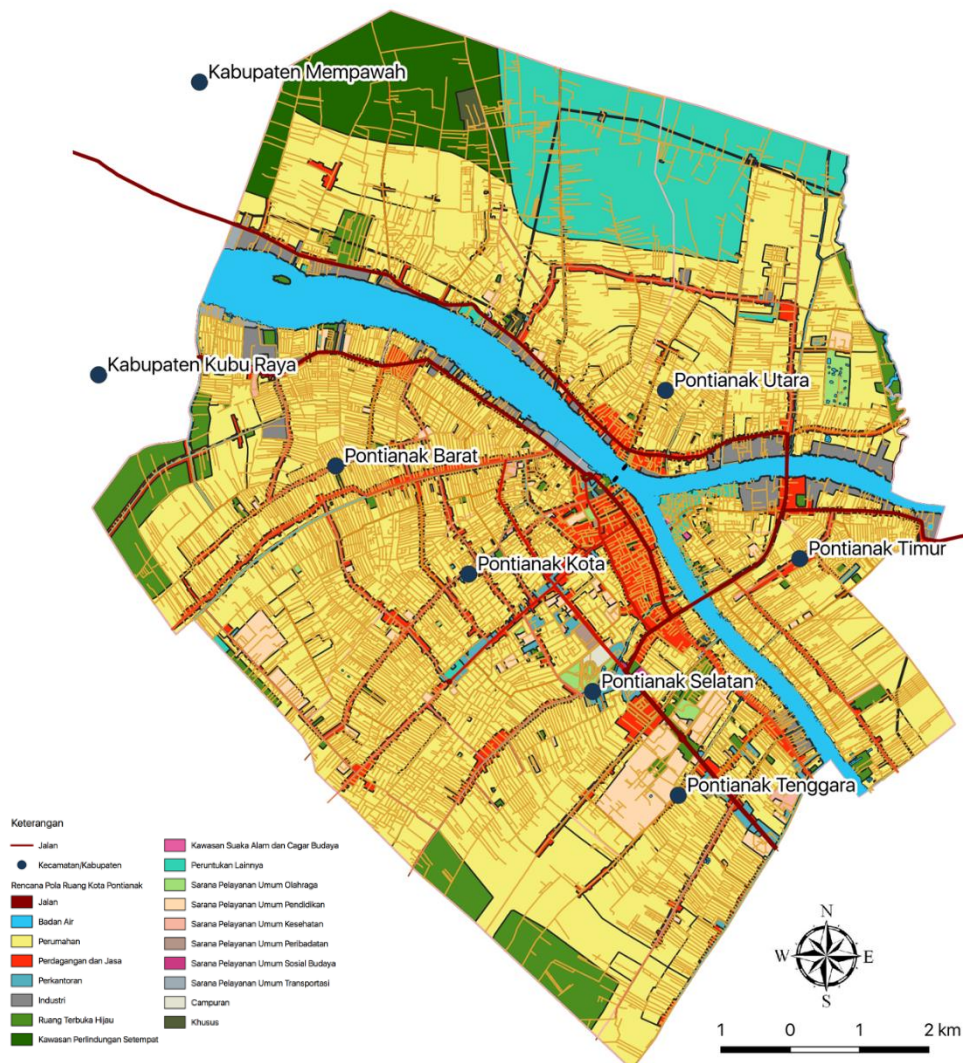 Kabupaten Mempawah
Kabupaten Kubu Raya
Pontianak Utara
Pontianak Barat
Pontianak Timur
Pontianak Kota
Pontianak Selatan
Pontianak Tenggara
Keterangan
Jalan
Kecamatan/Kabupaten
Rencana Pola Ruang Kota Pontianak
Jalan
Badan Air
Perumahan
Perdagangan dan Jasa
Perkantoran
Industri
Ruang Terbuka Hijau
Kawasan Perlindungan Setempat
Kawasan Suaka Alam dan Cagar Budaya
Peruntukan Lainnya
Sarana Pelayanan Umum Olahraga
Sarana Pelayanan Umum Pendidikan
Sarana Pelayanan Umum Kesehatan
Sarana Pelayanan Umum Peribadatan
Sarana Pelayanan Umum Sosial Budaya
Sarana Pelayanan Umum Transportasi
Campuran
Khusus
N
W E
S
1 0 1 2 km